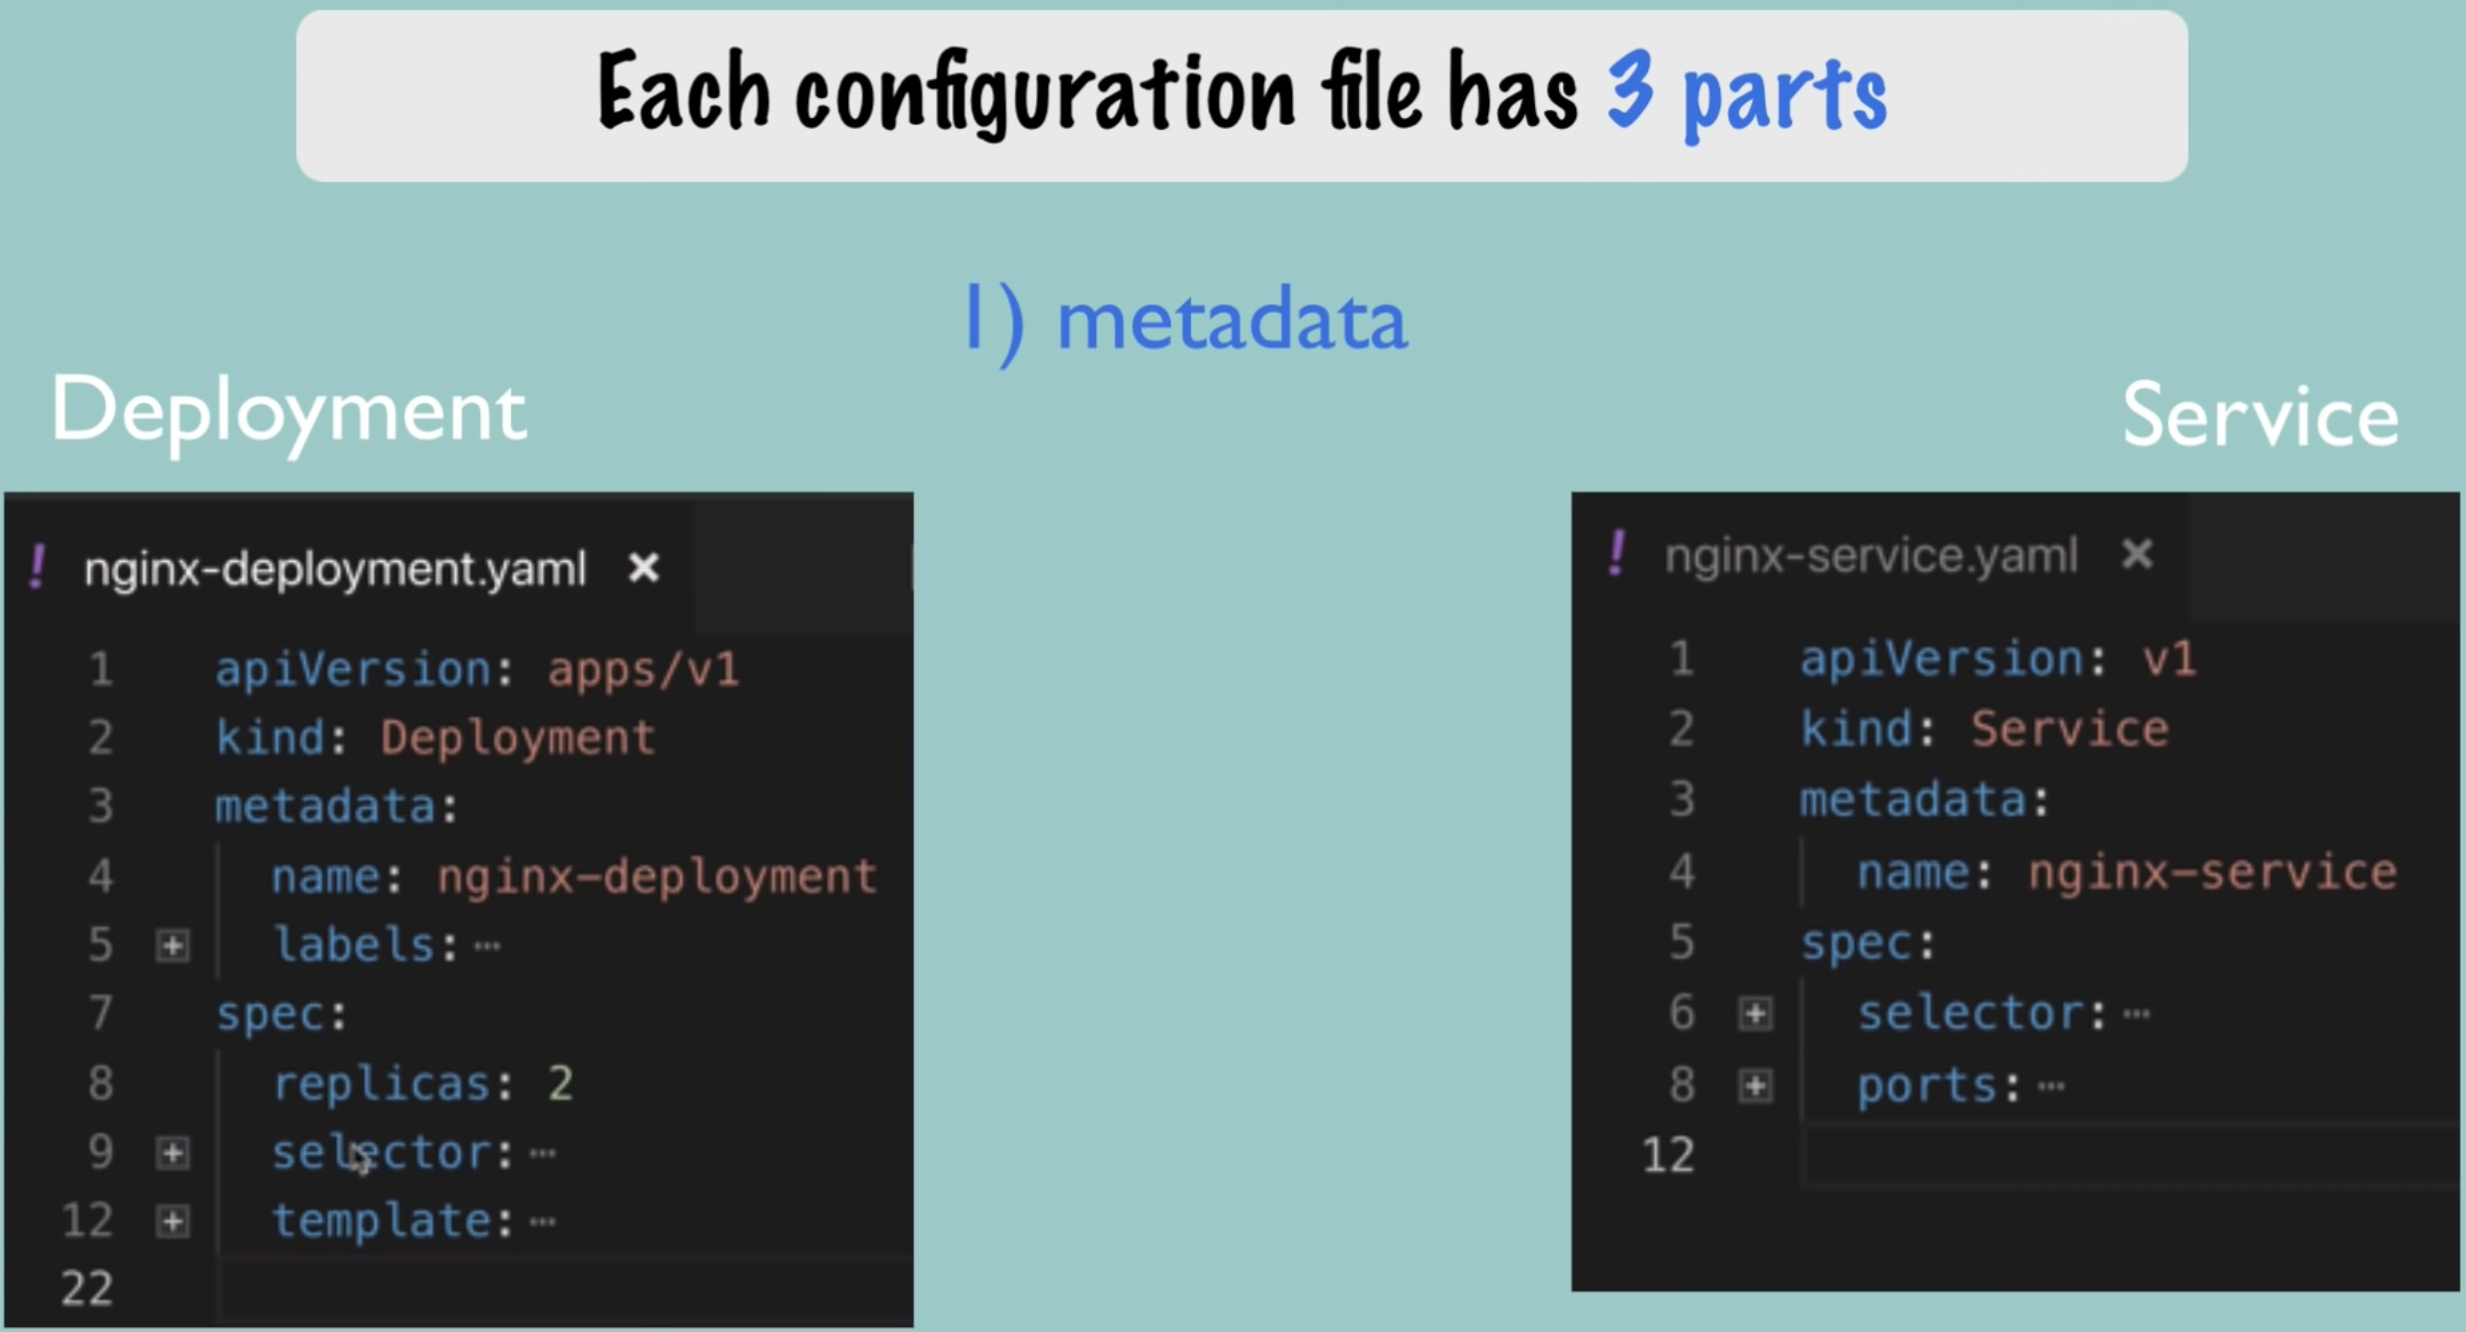 Each configuration file has 3 parts
1) metadata
Deployment
! nginx-deployment.yaml ×
1 apiVersion: apps/v1
2 kind: Deployment
3 metadata:
4 name: nginx-deployment
5 + labels:⋯
7 spec:
8 replicas: 2
9 + selector:⋯
12 + template:⋯
22
Service
! nginx-service.yaml ×
1 apiVersion: v1
2 kind: Service
3 metadata:
4 name: nginx-service
5 spec:
6 + selector:⋯
8 + ports:⋯
12